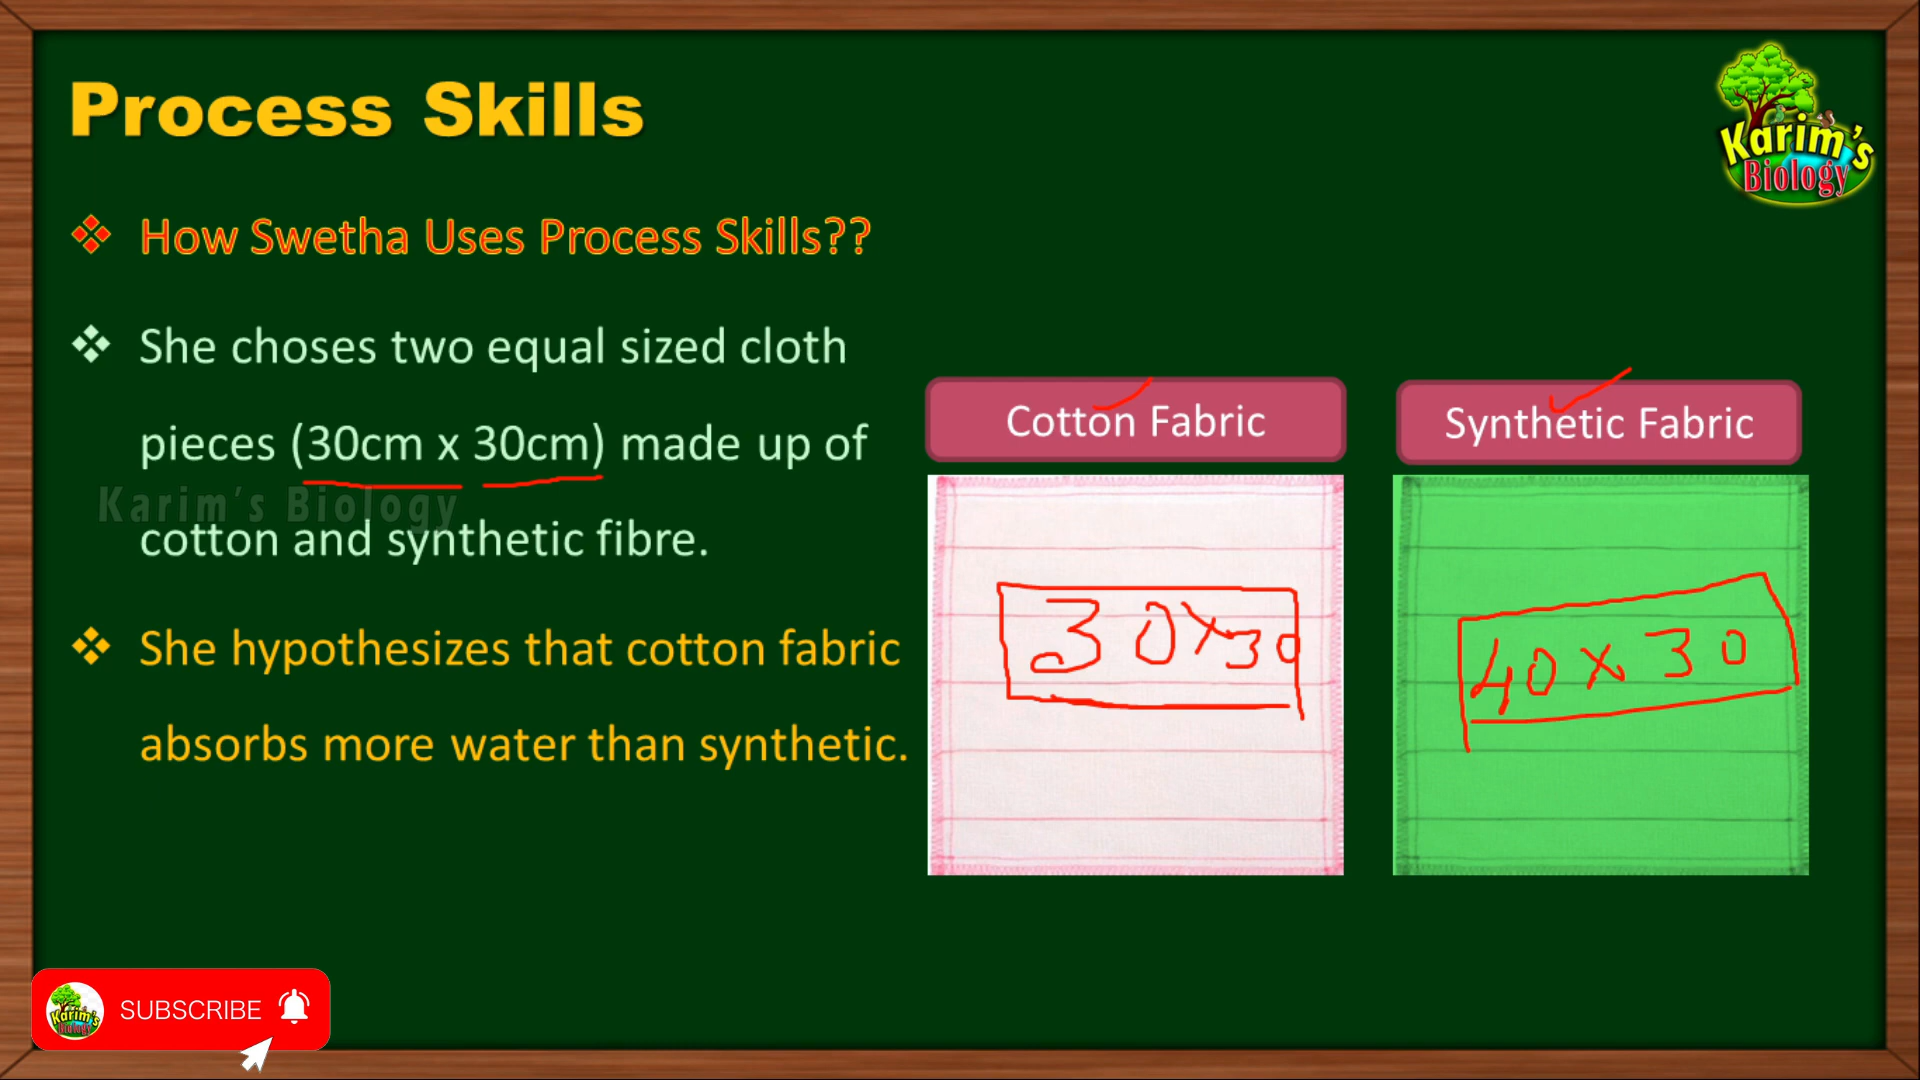 Process Skills
Karim's
Biology
How Swetha Uses Process Skills??
She choses two equal sized cloth
pieces (30cm x 30cm) made up of
Karim's Biology
cotton and synthetic fibre.
She hypothesizes that cotton fabric
absorbs more water than synthetic.
Cotton Fabric
Synthetic Fabric
30x30
40x30
Karim's
Biology
SUBSCRIBE